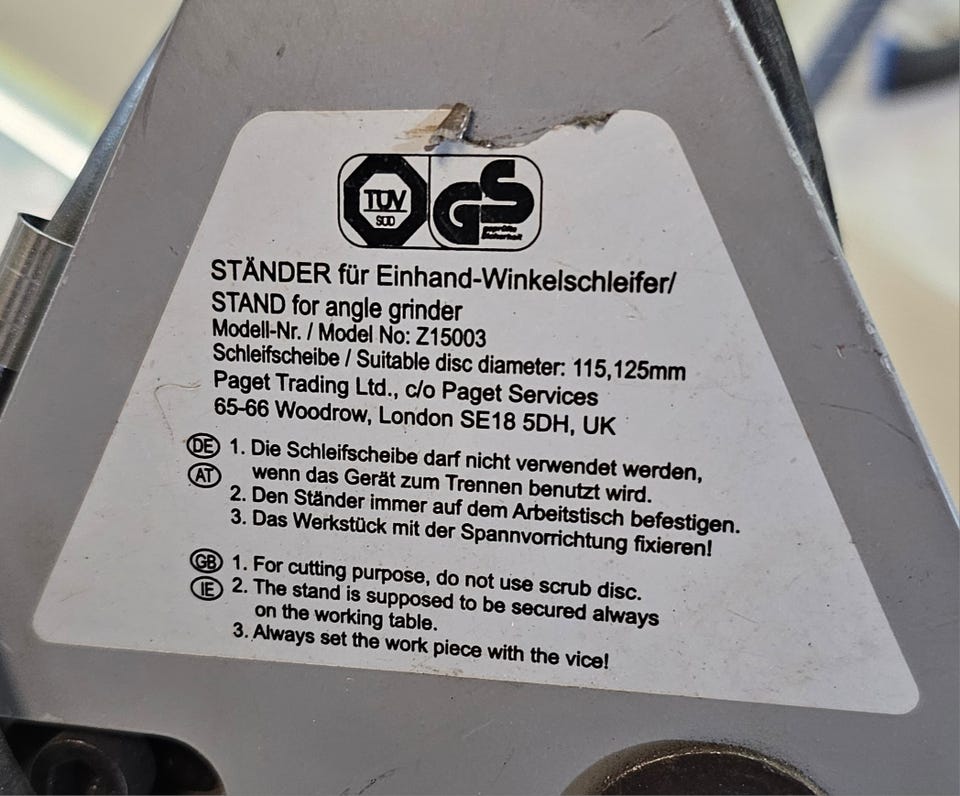 TÜV
SÜD
GS
geprüfte
Sicherheit
STÄNDER für Einhand-Winkelschleifer/
STAND for angle grinder
Modell-Nr. / Model No: Z15003
Schleifscheibe / Suitable disc diameter: 115,125mm
Paget Trading Ltd., c/o Paget Services
65-66 Woodrow, London SE18 5DH, UK
DE 1. Die Schleifscheibe darf nicht verwendet werden,
AT wenn das Gerät zum Trennen benutzt wird.
2. Den Ständer immer auf dem Arbeitstisch befestigen.
3. Das Werkstück mit der Spannvorrichtung fixieren!
GB 1. For cutting purpose, do not use scrub disc.
IE 2. The stand is supposed to be secured always
on the working table.
3. Always set the work piece with the vice!